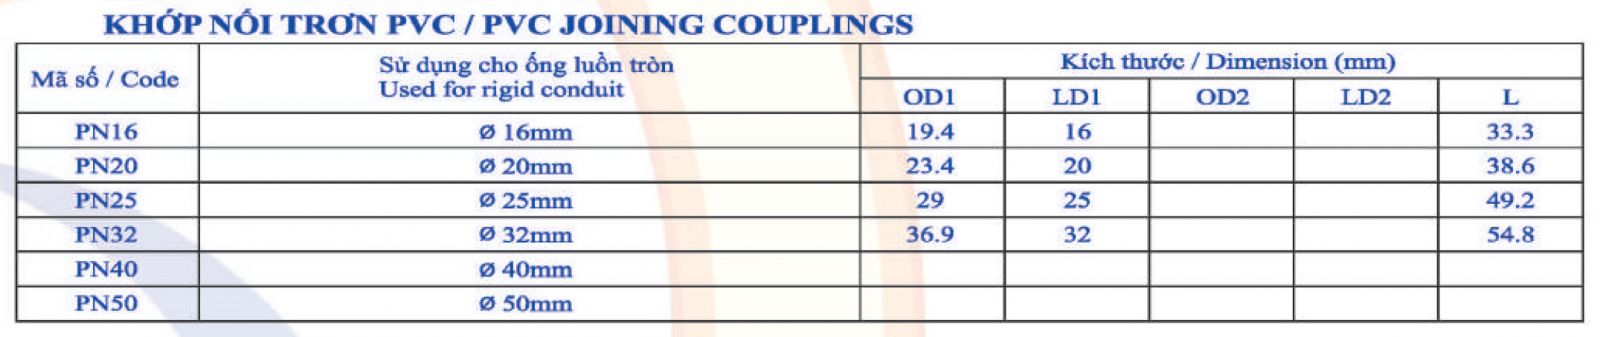 KHỚP NỐI TRƠN PVC / PVC JOINING COUPLINGS
Mã số / Code
Sử dụng cho ống luồn tròn
Used for rigid conduit
Kích thước / Dimension (mm)
OD1 LD1 OD2 LD2 L
PN16 Ø 16mm 19.4 16 33.3
PN20 Ø 20mm 23.4 20 38.6
PN25 Ø 25mm 29 25 49.2
PN32 Ø 32mm 36.9 32 54.8
PN40 Ø 40mm
PN50 Ø 50mm